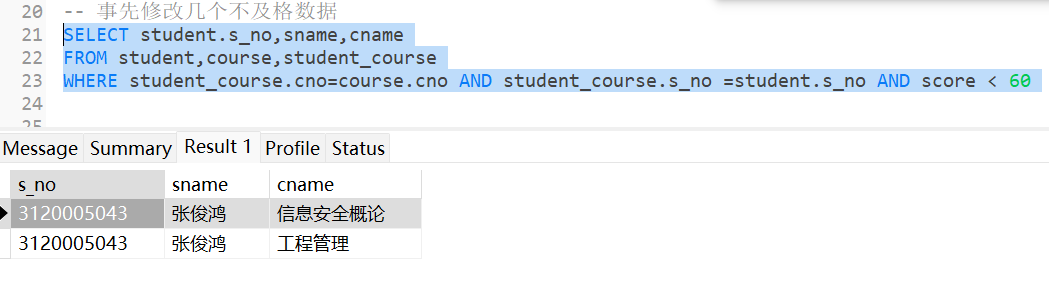 20 -- 事先修改几个不及格数据
21 SELECT student.s_no,sname,cname
22 FROM student,course,student_course
23 WHERE student_course.cno=course.cno AND student_course.s_no =student.s_no AND score < 60
24
25
Message Summary Result 1 Profile Status
s_no sname cname
3120005043 张俊鸿 信息安全概论
3120005043 张俊鸿 工程管理